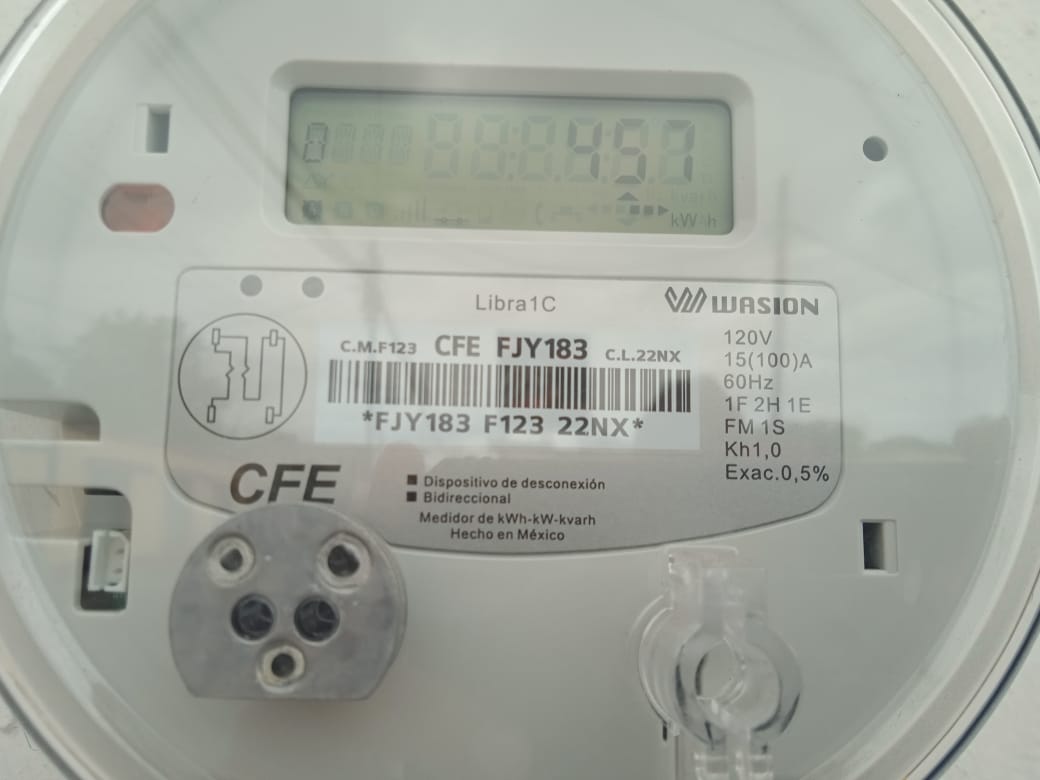 457
kWh
Libra1C
WASION
C.M.F123 CFE FJY183 C.L.22NX
*FJY183 F123 22NX*
120V
15(100)A
60Hz
1F 2H 1E
FM 1S
Kh1,0
Exac.0,5%
CFE
Dispositivo de desconexión
Bidireccional
Medidor de kWh-kW-kvarh
Hecho en México